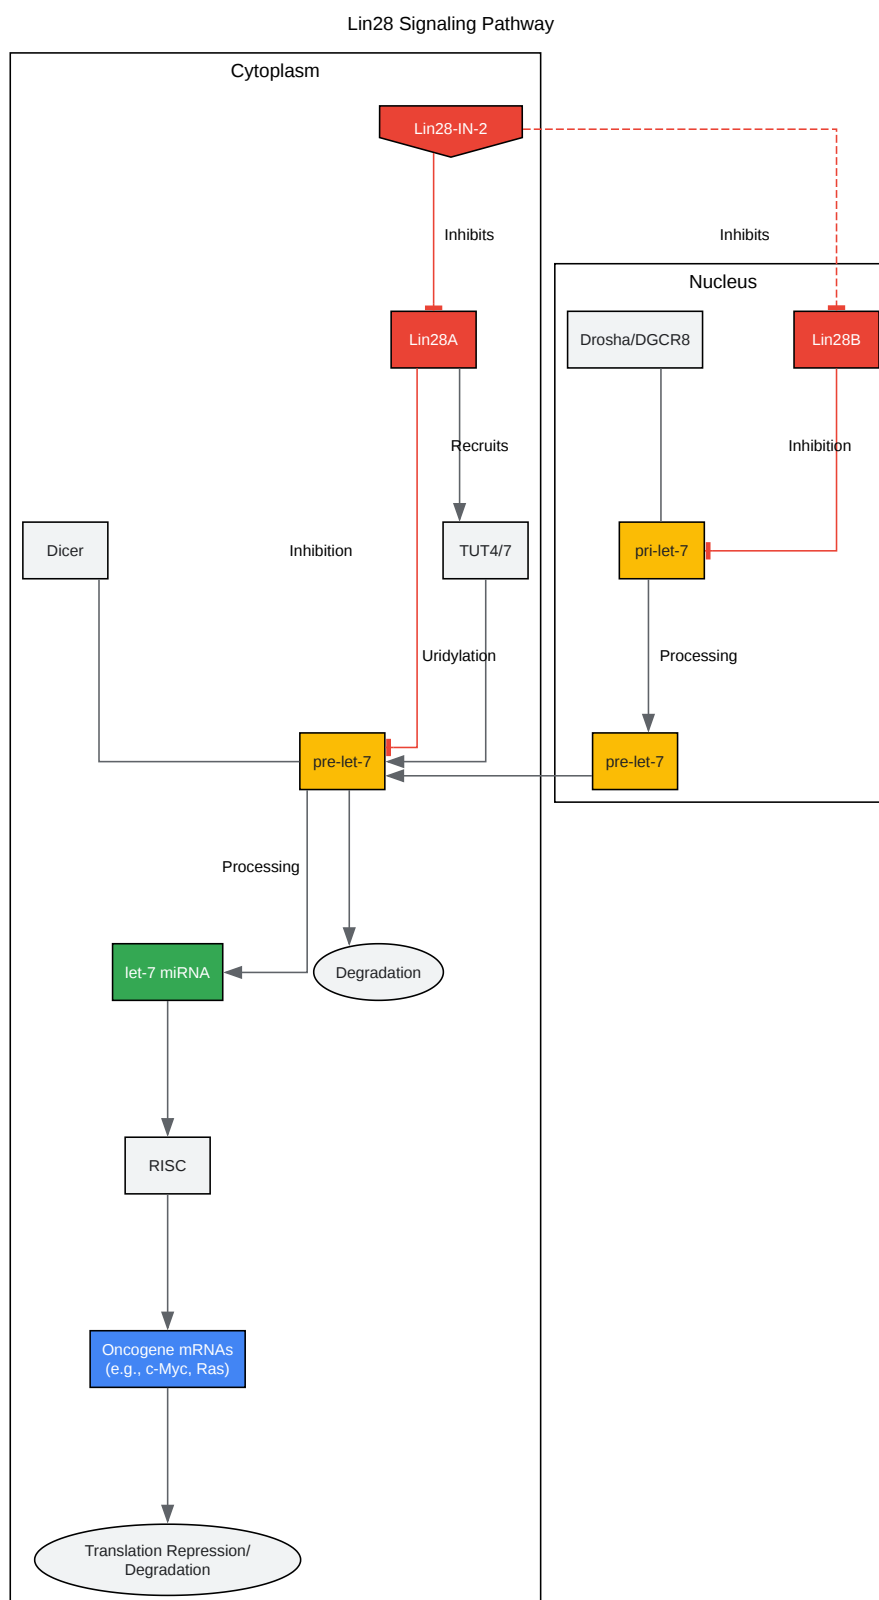 Lin28 Signaling Pathway
Cytoplasm
Lin28-IN-2
Inhibits
Inhibits
Nucleus
Lin28A
Drosha/DGCR8
Lin28B
Recruits
Inhibition
Dicer
Inhibition
TUT4/7
pri-let-7
Uridylation
Processing
pre-let-7
pre-let-7
Processing
let-7 miRNA
Degradation
RISC
Oncogene mRNAs
(e.g., c-Myc, Ras)
Translation Repression/
Degradation